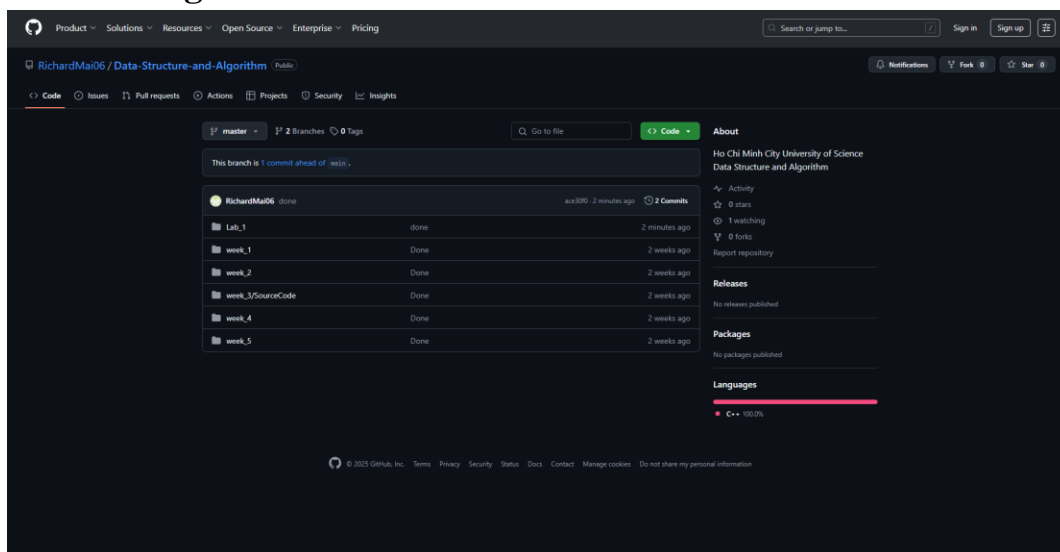 Product Solutions Resources Open Source Enterprise Pricing Search or jump to... / Sign in Sign up
RichardMai06 / Data-Structure-and-Algorithm Public Notifications Fork 0 Star 0
Code Issues Pull requests Actions Projects Security Insights
master 2 Branches 0 Tags Go to file Code
This branch is 1 commit ahead of main .
RichardMai06 done ace30f0 · 2 minutes ago 2 Commits
Lab_1 done 2 minutes ago
week_1 Done 2 weeks ago
week_2 Done 2 weeks ago
week_3/SourceCode Done 2 weeks ago
week_4 Done 2 weeks ago
week_5 Done 2 weeks ago
About
Ho Chi Minh City University of Science
Data Structure and Algorithm
Activity
0 stars
1 watching
0 forks
Report repository
Releases
No releases published
Packages
No packages published
Languages
C++ 100.0%
© 2025 GitHub, Inc. Terms Privacy Security Status Docs Contact Manage cookies Do not share my personal information